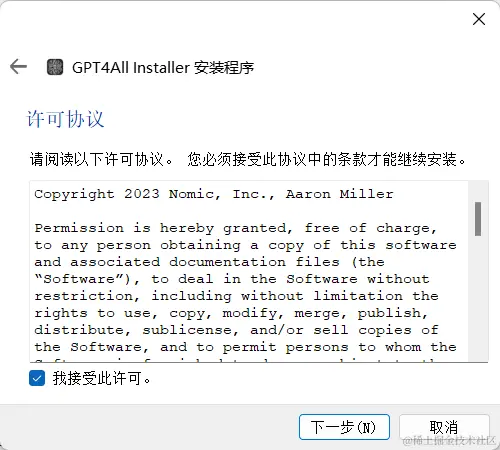 GPT4All Installer 安装程序
许可协议
请阅读以下许可协议。 您必须接受此协议中的条款才能继续安装。
Copyright 2023 Nomic, Inc., Aaron Miller
Permission is hereby granted, free of charge,
to any person obtaining a copy of this software
and associated documentation files (the
“Software”), to deal in the Software without
restriction, including without limitation the
rights to use, copy, modify, merge, publish,
distribute, sublicense, and/or sell copies of
the Software, and to permit persons to whom the
我接受此许可。
下一步(N)
取消
@稀土掘金技术社区